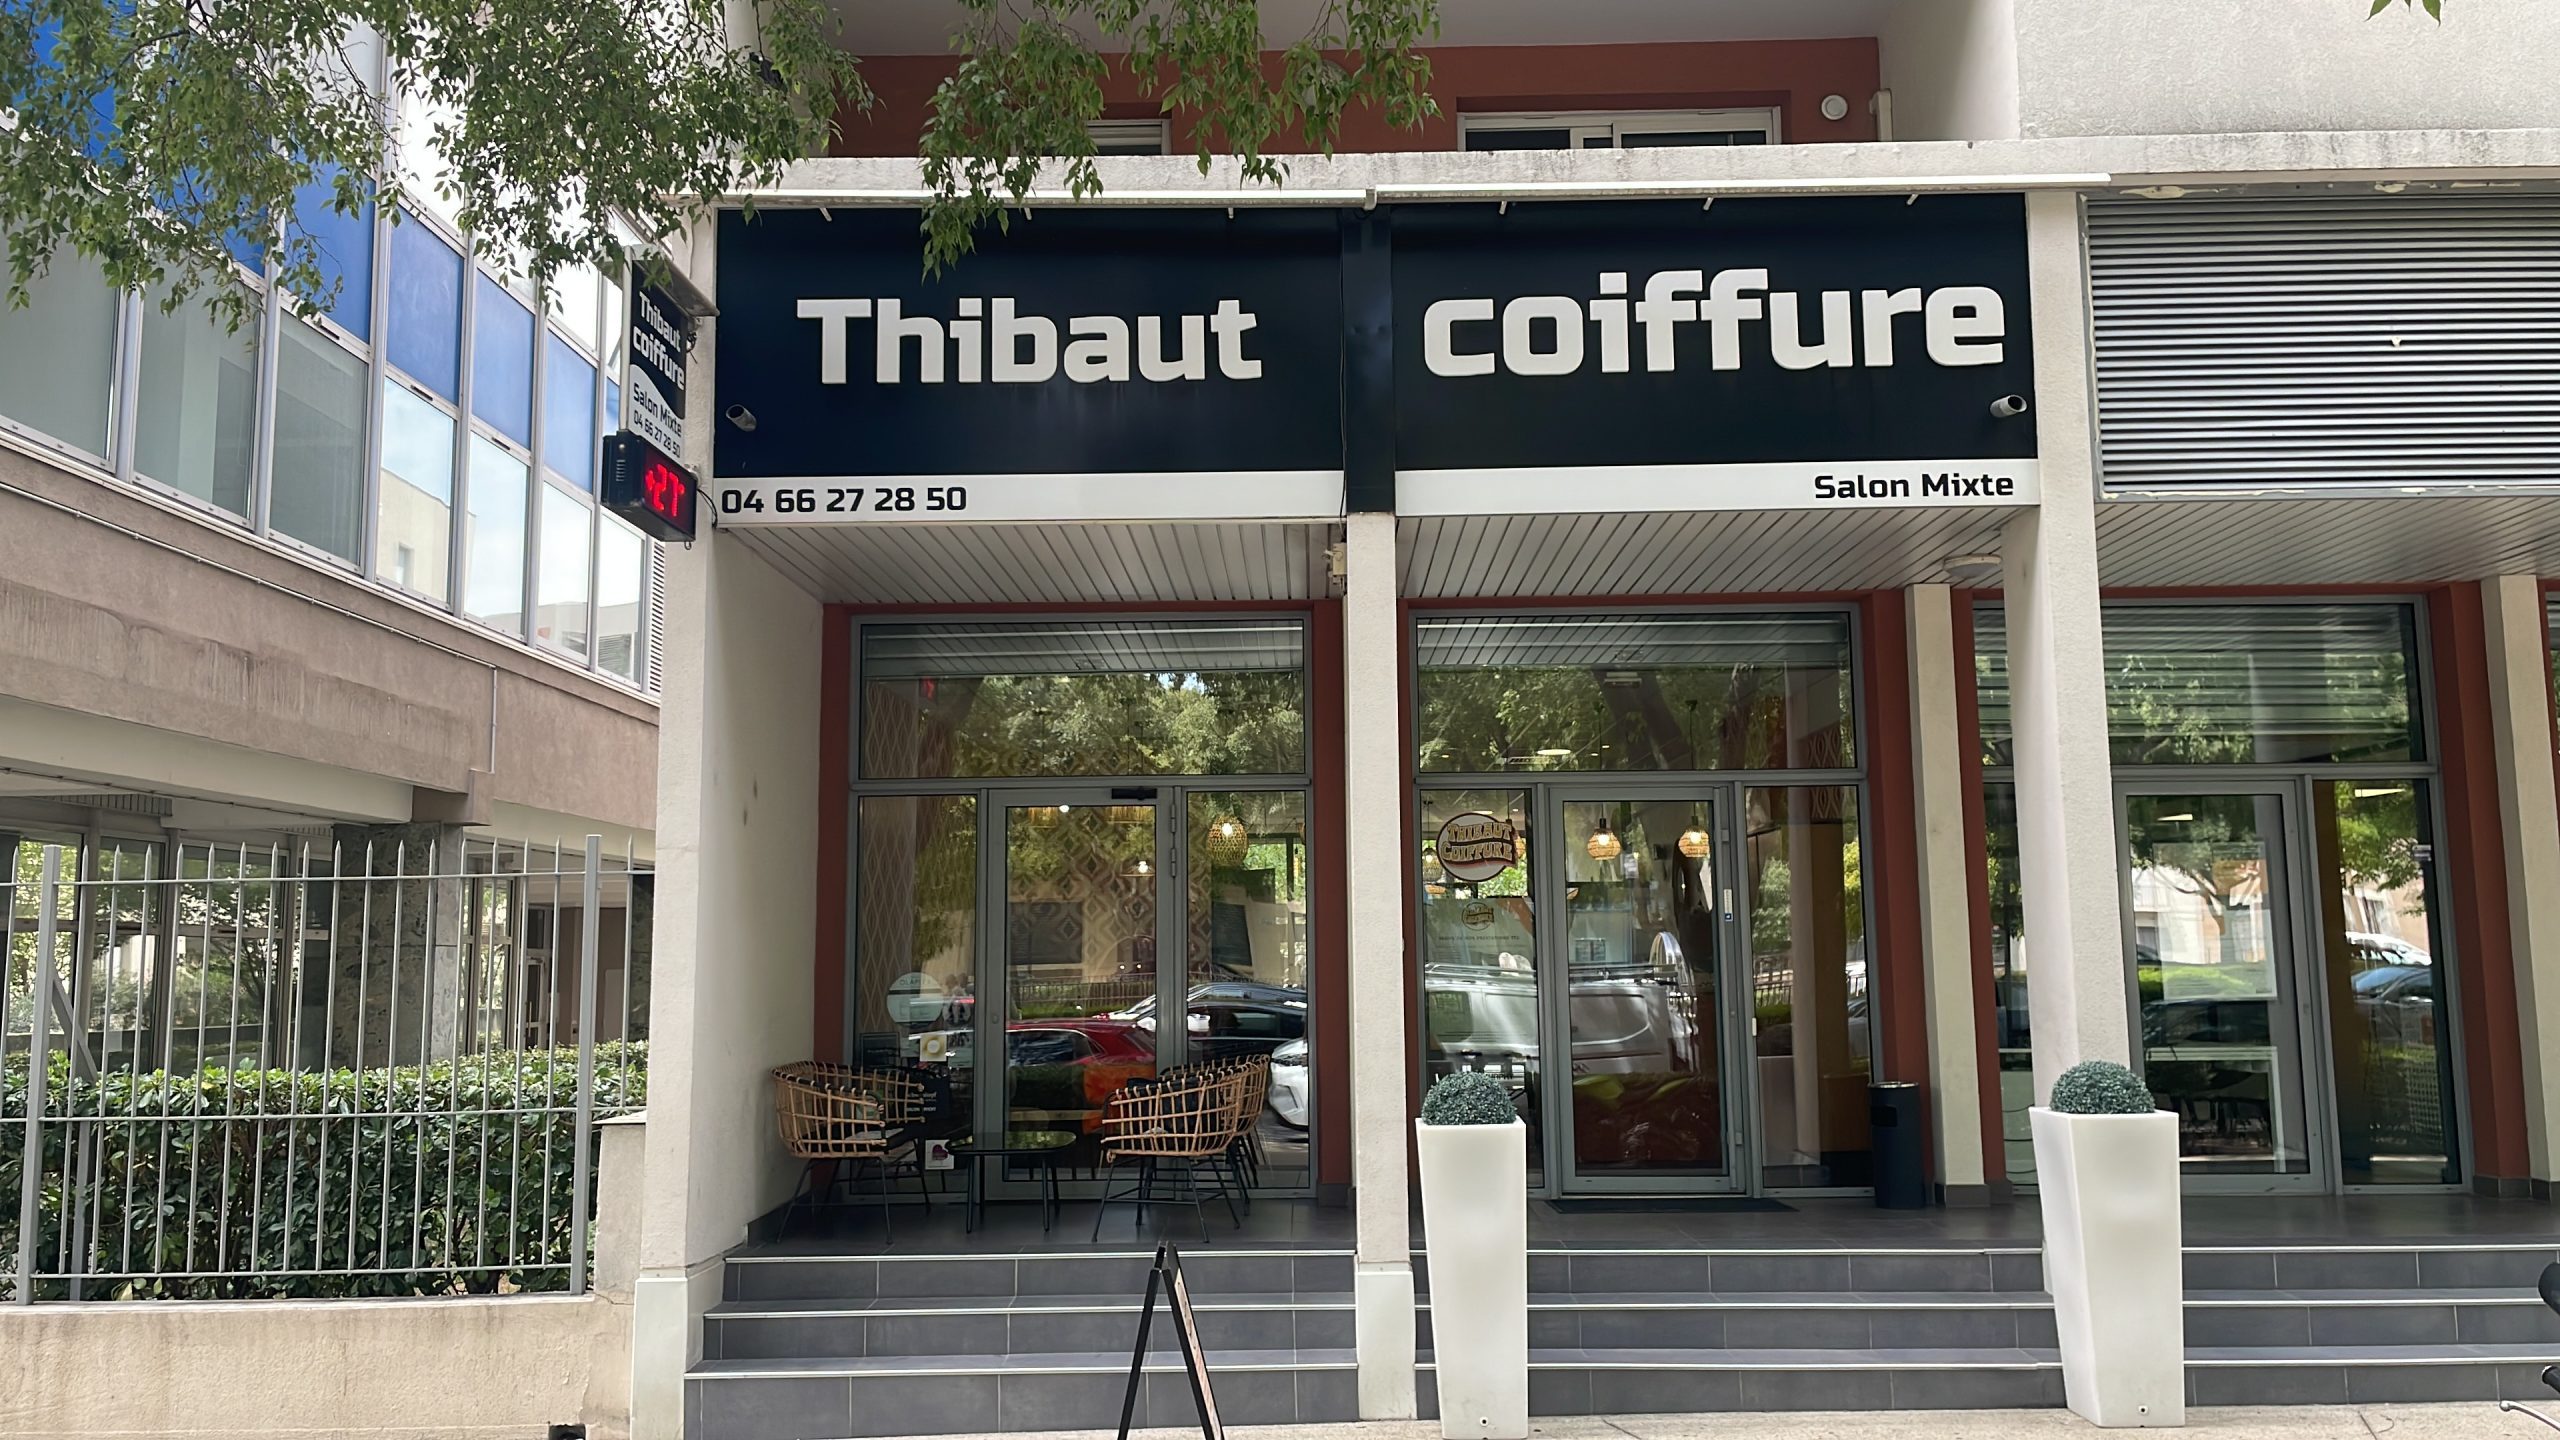 Thibaut coiffure
04 66 27 28 50
Salon Mixte
Thibaut
coiffure
Salon Mixte
04 66 27 28 50
+27°
THIBAUT
COIFFURE